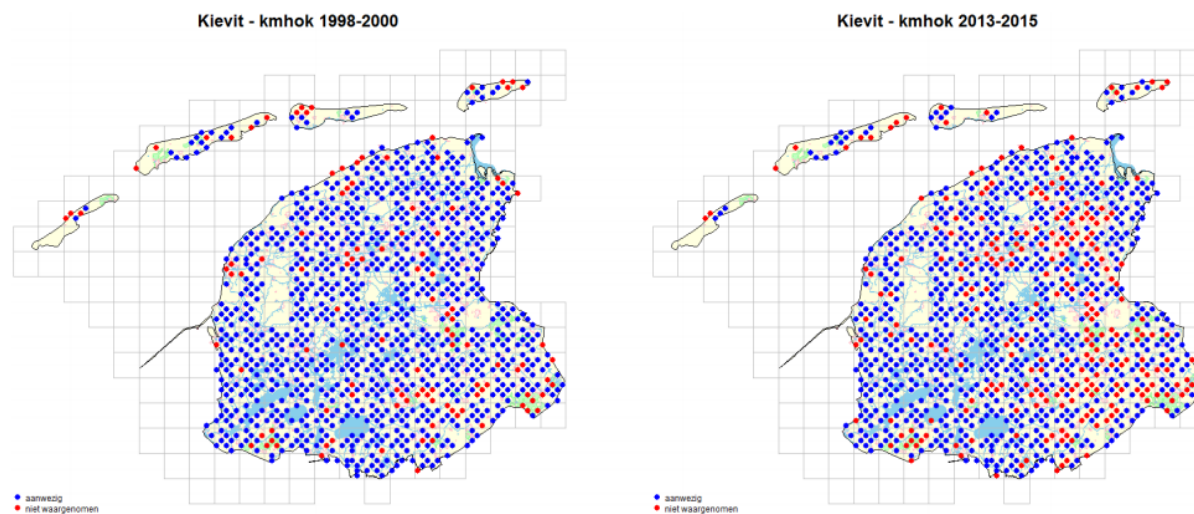 Kievit - kmhok 1998-2000
aanwezig
niet waargenomen
Kievit - kmhok 2013-2015
aanwezig
niet waargenomen